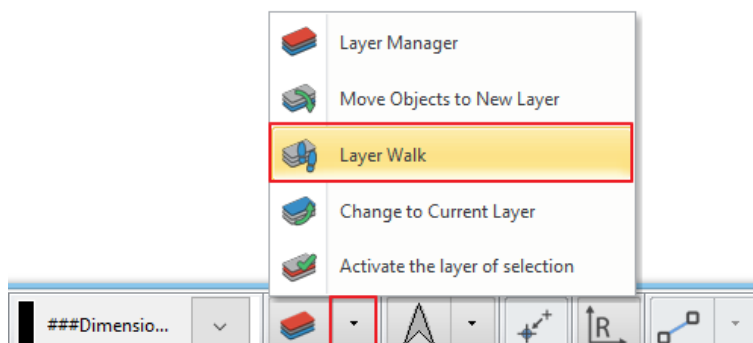 Layer Manager
Move Objects to New Layer
Layer Walk
Change to Current Layer
Activate the layer of selection
###Dimensio...
R